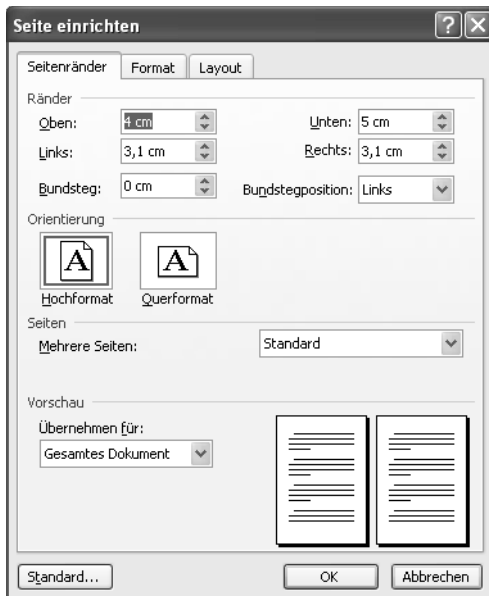 Seite einrichten
Seitenränder Format Layout
Ränder
Oben: 4 cm Unten: 5 cm
Links: 3,1 cm Rechts: 3,1 cm
Bundsteg: 0 cm Bundstegposition: Links
Orientierung
A A
Hochformat Querformat
Seiten
Mehrere Seiten: Standard
Vorschau
Übernehmen für:
Gesamtes Dokument
Standard... OK Abbrechen